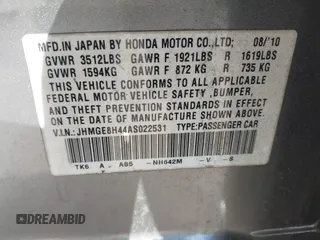 MFD. IN JAPAN BY HONDA MOTOR CO.,LTD. 08/'10
GVWR 3512LBS GAWR F 1921LBS R 1619LBS
GVWR 1594KG GAWR F 872 KG R 735 KG
THIS VEHICLE CONFORMS TO ALL APPLICABLE
FEDERAL MOTOR VEHICLE SAFETY ,BUMPER,
AND THEFT PREVENTION STANDARDS IN EFFECT
ON THE DATE OF MANUFACTURE SHOWN ABOVE.
V.I.N.: JHMGE8H44AS022531 TYPE:PASSENGER CAR
TK6 A A85 -NH642M -V -S
DREAMBID